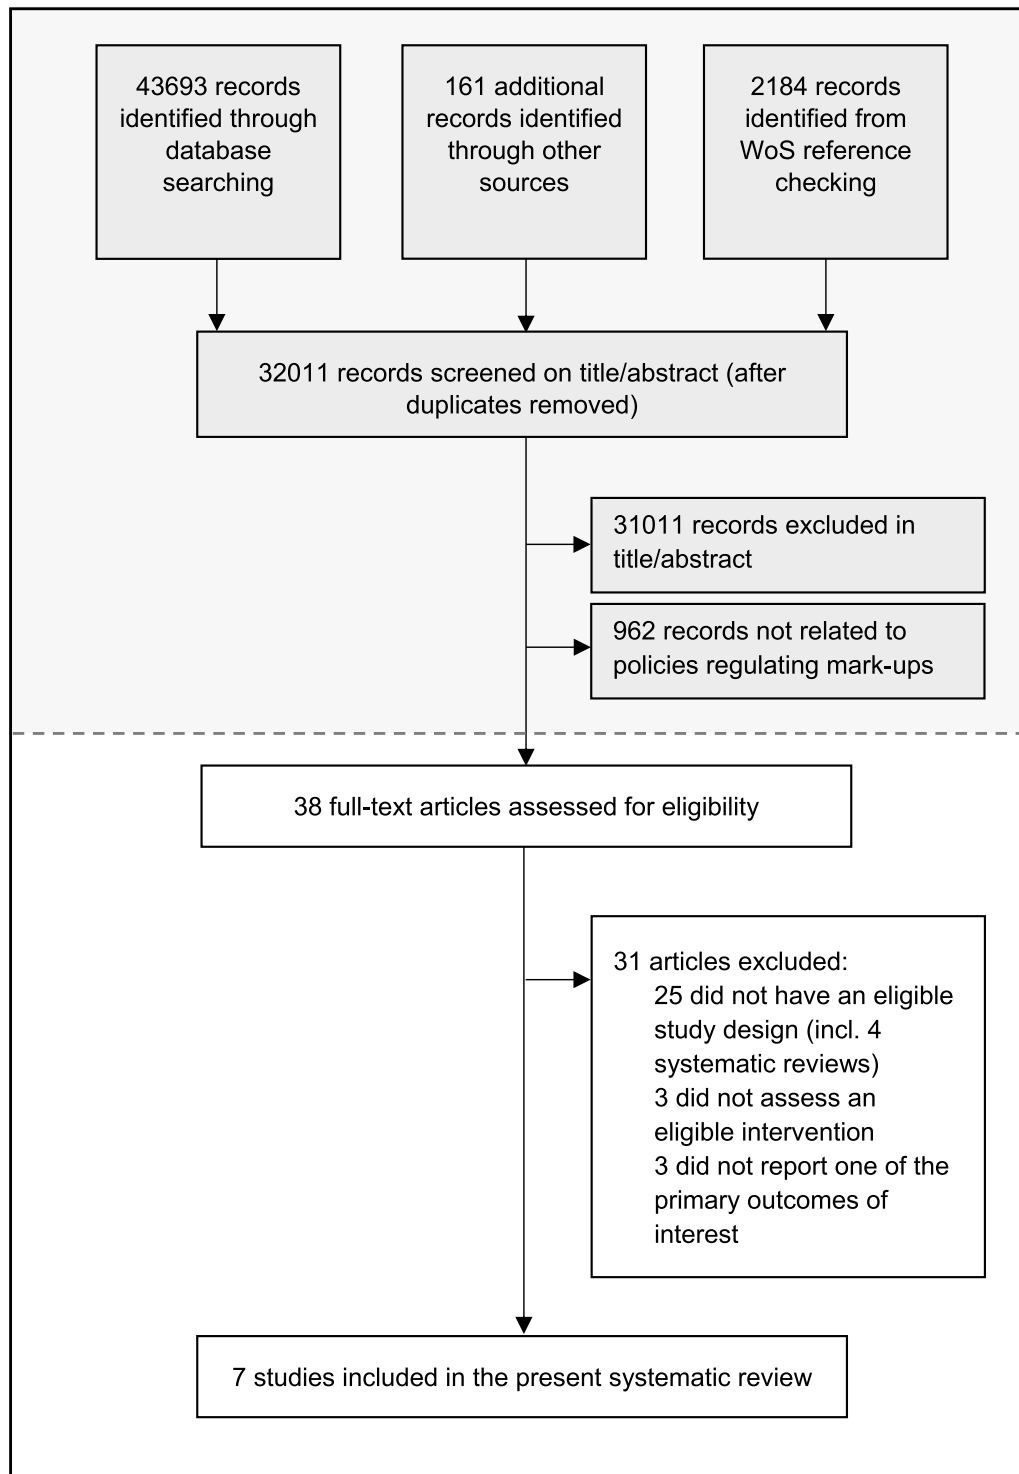 43693 records
identified through
database
searching
161 additional
records identified
through other
sources
2184 records
identified from
WoS reference
checking
32011 records screened on title/abstract (after
duplicates removed)
31011 records excluded in
title/abstract
962 records not related to
policies regulating mark-ups
38 full-text articles assessed for eligibility
31 articles excluded:
25 did not have an eligible
study design (incl. 4
systematic reviews)
3 did not assess an
eligible intervention
3 did not report one of the
primary outcomes of
interest
7 studies included in the present systematic review